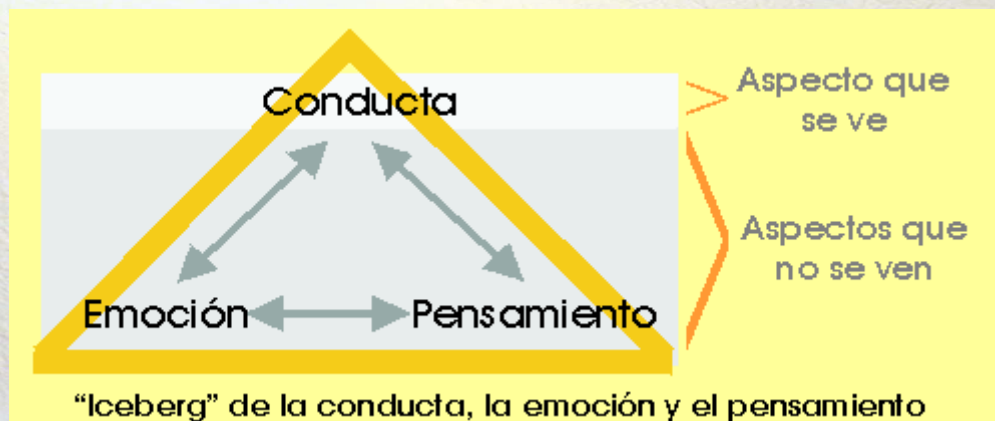 Conducta
Aspecto que
se ve
Aspectos que
no se ven
Emoción
Pensamiento
“Iceberg” de la conducta, la emoción y el pensamiento